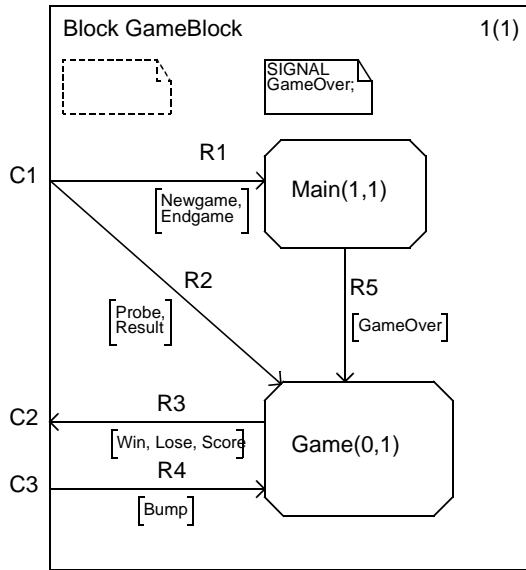 Block GameBlock
1(1)
SIGNAL
GameOver;
R1
C1
Main(1,1)
[Newgame,
Endgame]
R2
R5
[Probe,
Result]
[GameOver]
R3
C2
[Win, Lose, Score]
Game(0,1)
R4
C3
[Bump]